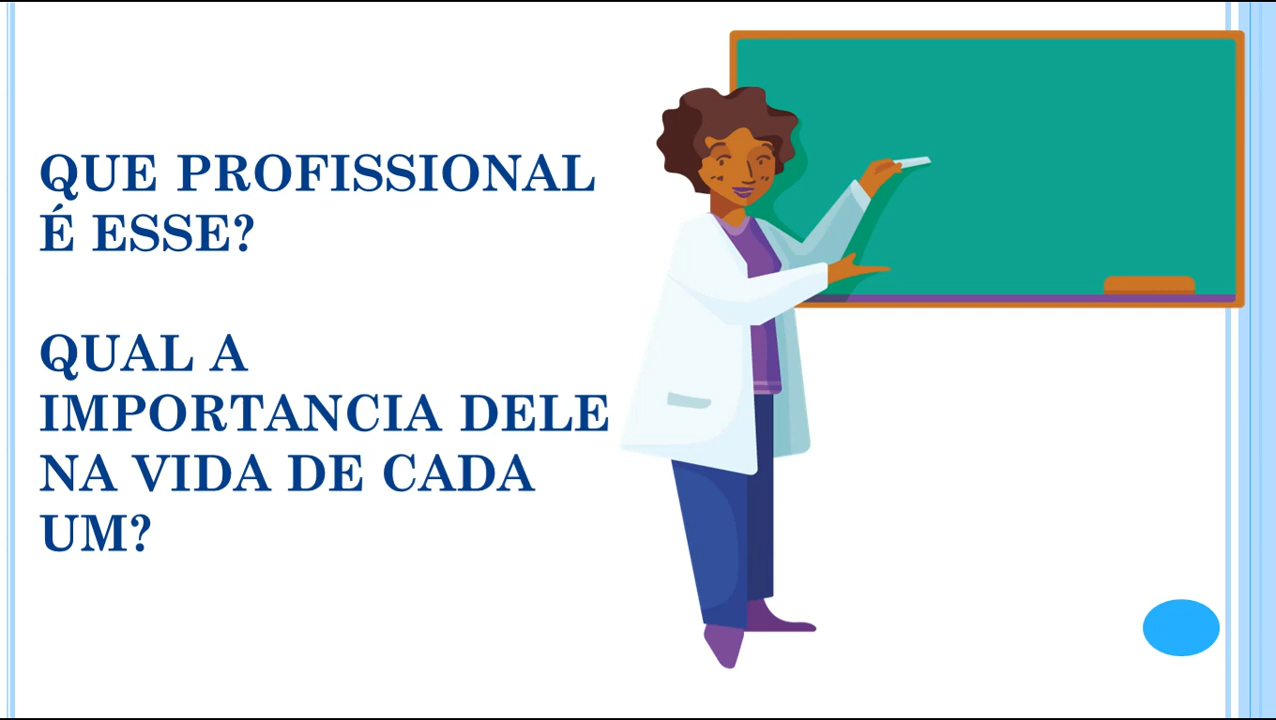 QUE PROFISSIONAL
É ESSE?
QUAL A
IMPORTANCIA DELE
NA VIDA DE CADA
UM?